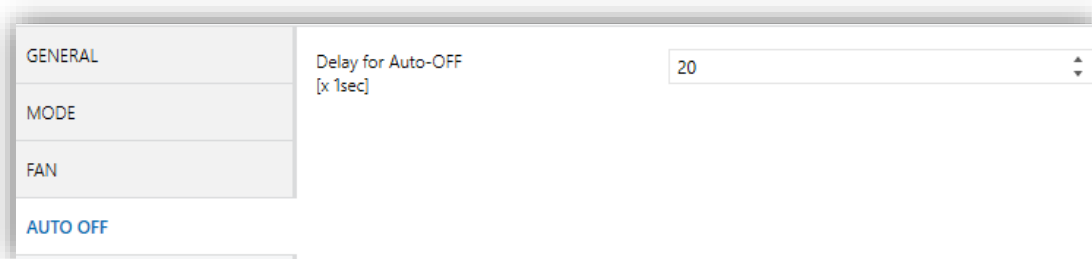 GENERAL
MODE
FAN
AUTO OFF
Delay for Auto-OFF
[x 1sec]
20